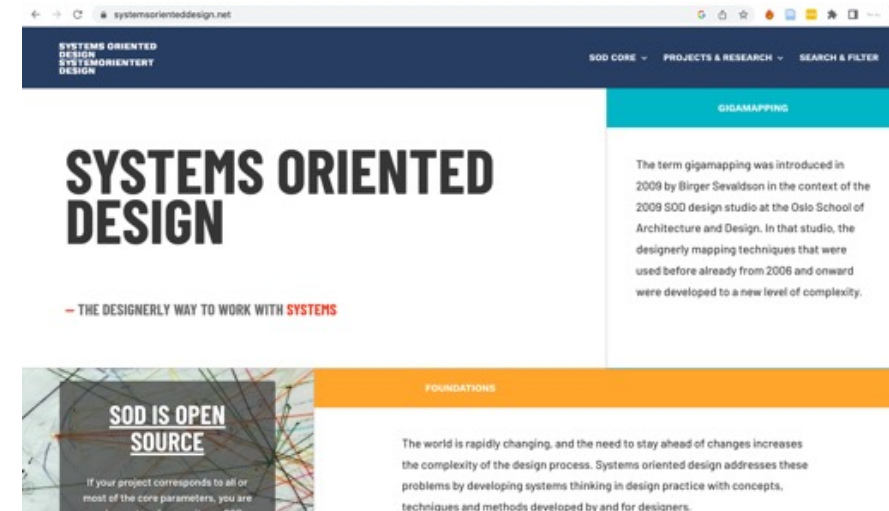 systemsorienteddesign.net
SYSTEMS ORIENTED
DESIGN
SYSTEMORIENTERT
DESIGN
SOD CORE
PROJECTS & RESEARCH
SEARCH & FILTER
SYSTEMS ORIENTED
DESIGN
– THE DESIGNERLY WAY TO WORK WITH SYSTEMS
GIGAMAPPING
The term gigamapping was introduced in
2009 by Birger Sevaldson in the context of the
2009 SOD design studio at the Oslo School of
Architecture and Design. In that studio, the
designerly mapping techniques that were
used before already from 2006 and onward
were developed to a new level of complexity.
SOD IS OPEN
SOURCE
If your project corresponds to all or
most of the core parameters, you are
FOUNDATIONS
The world is rapidly changing, and the need to stay ahead of changes increases
the complexity of the design process. Systems oriented design addresses these
problems by developing systems thinking in design practice with concepts,
techniques and methods developed by and for designers.